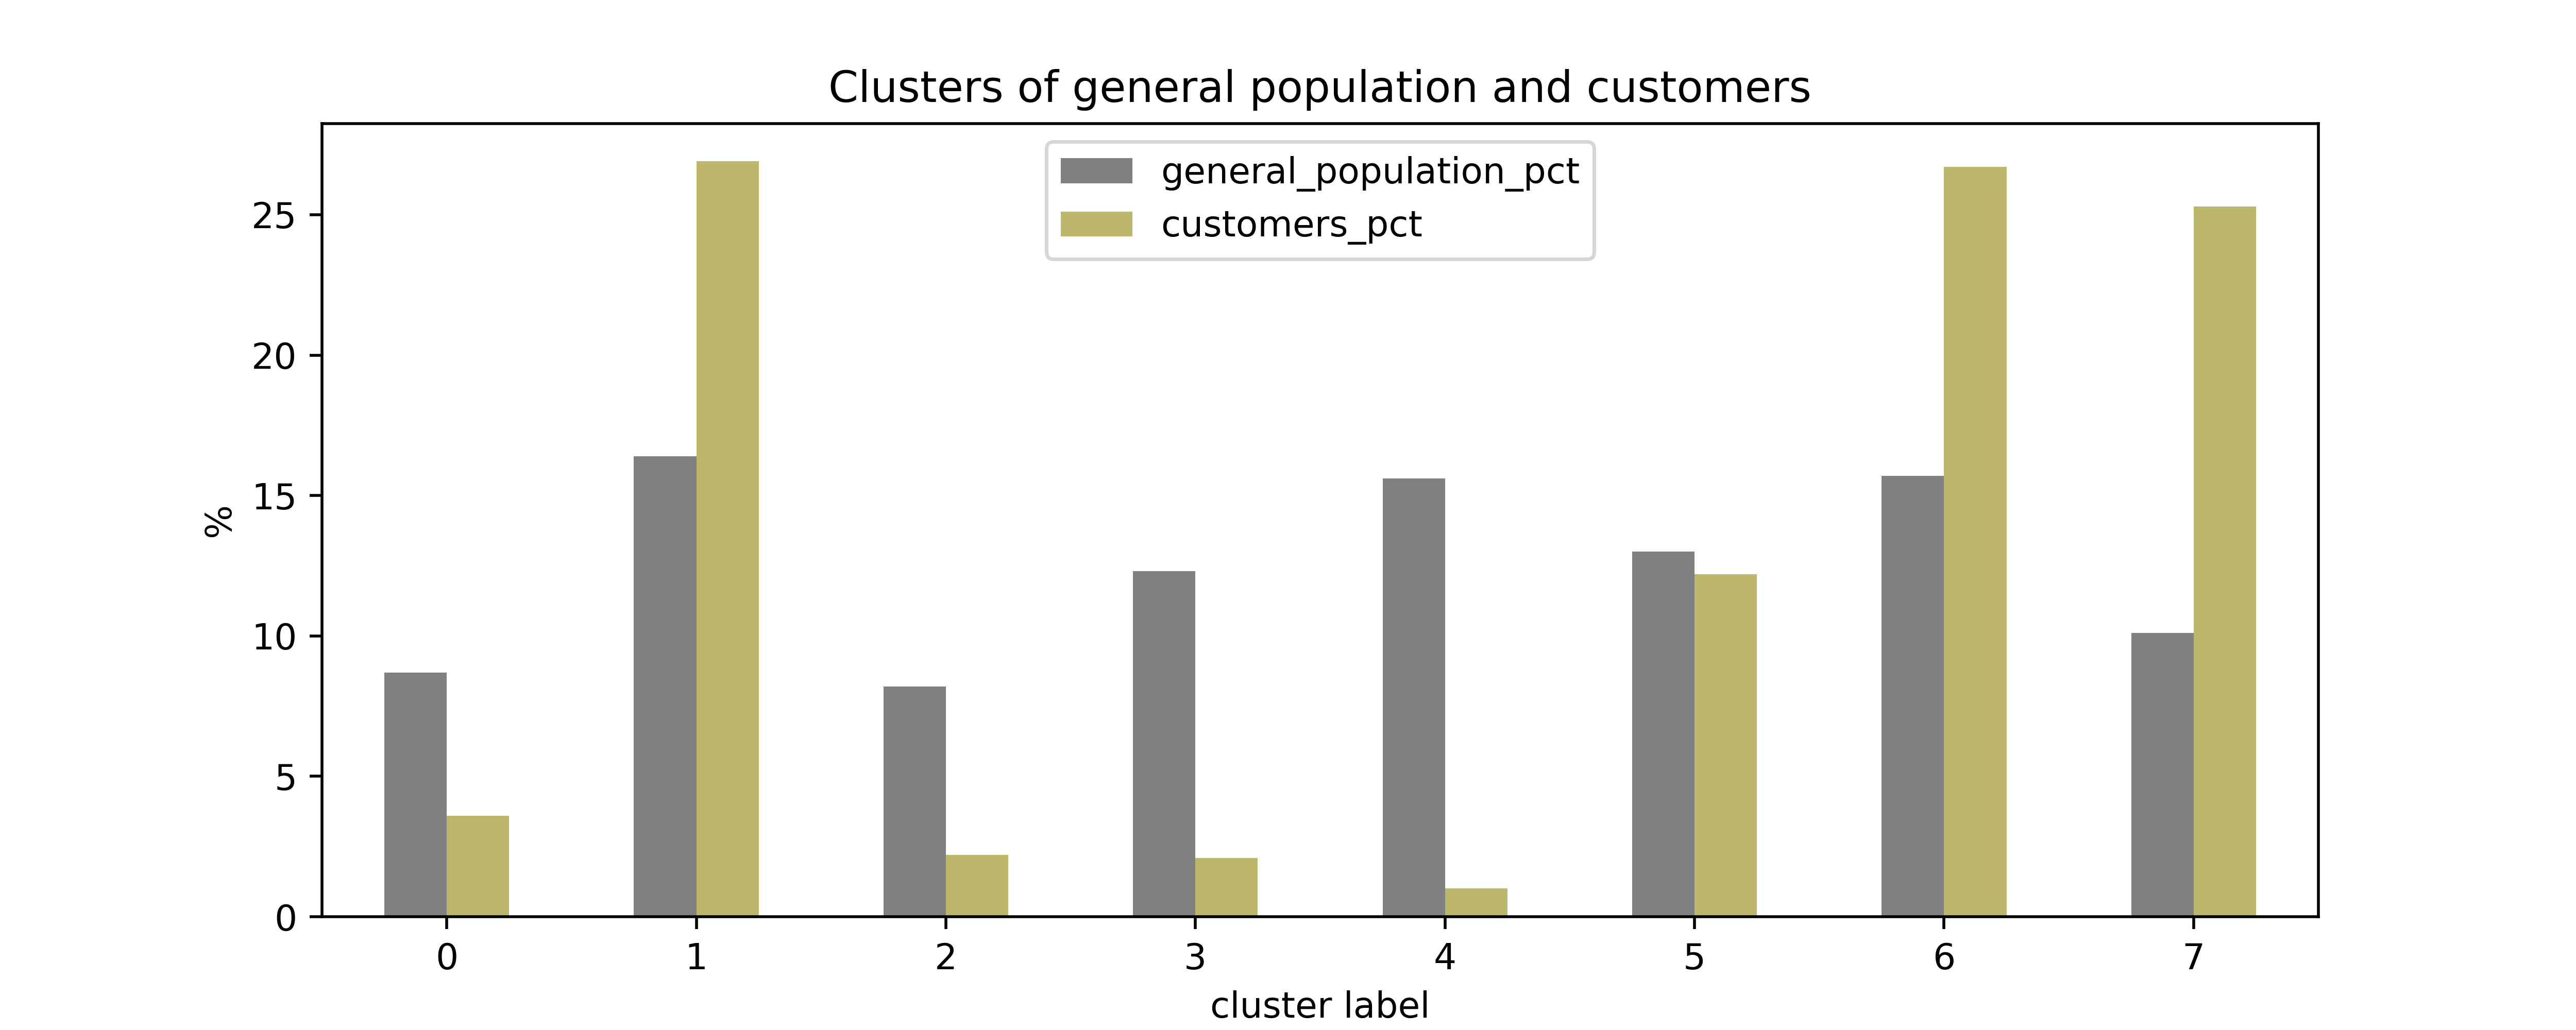 Clusters of general population and customers
general_population_pct
customers_pct
25
20
15
10
5
0
%
0 1 2 3 4 5 6 7
cluster label